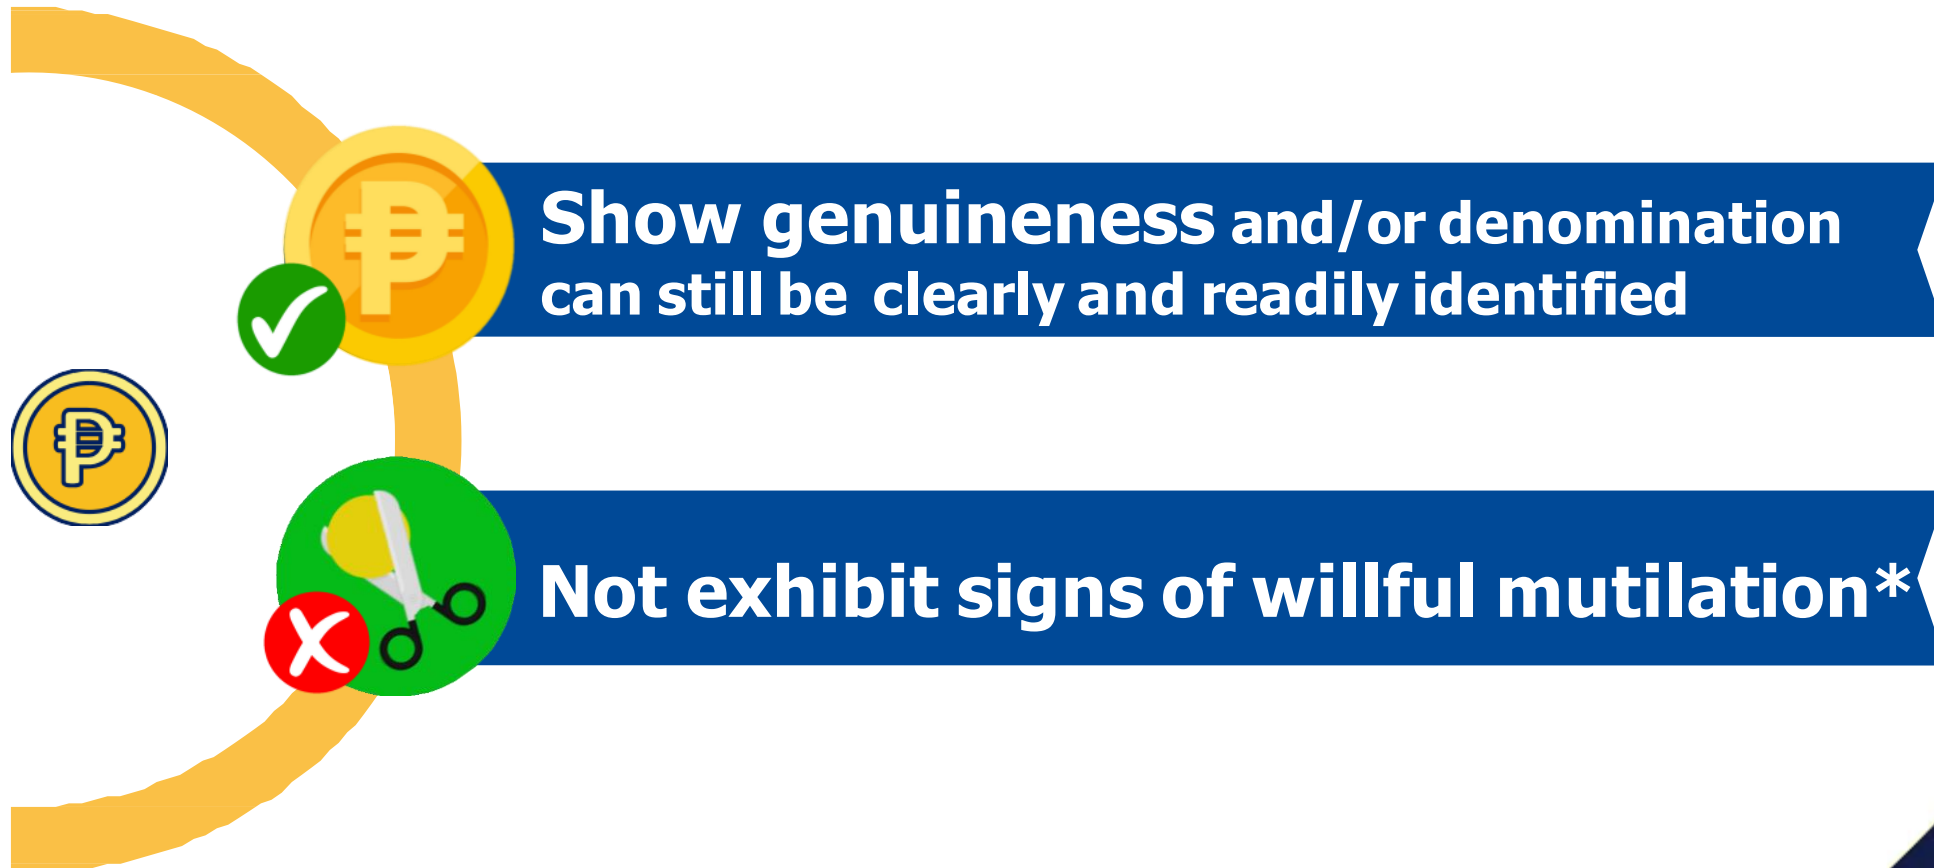 Show genuineness and/or denomination
can still be clearly and readily identified
Not exhibit signs of willful mutilation*